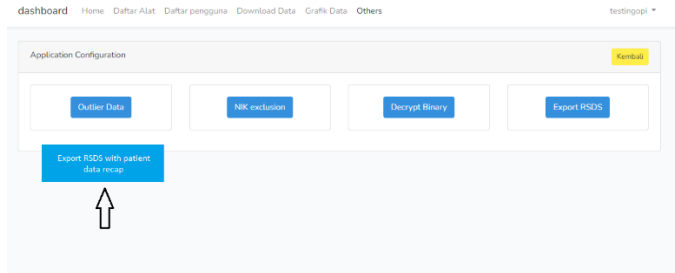 dashboard Home Daftar Alat Daftar pengguna Download Data Grafik Data Others testingopi
Application Configuration Kembali
Outlier Data NIK exclusion Decrypt Binary Export RSDS
Export RSDS with patient
data recap